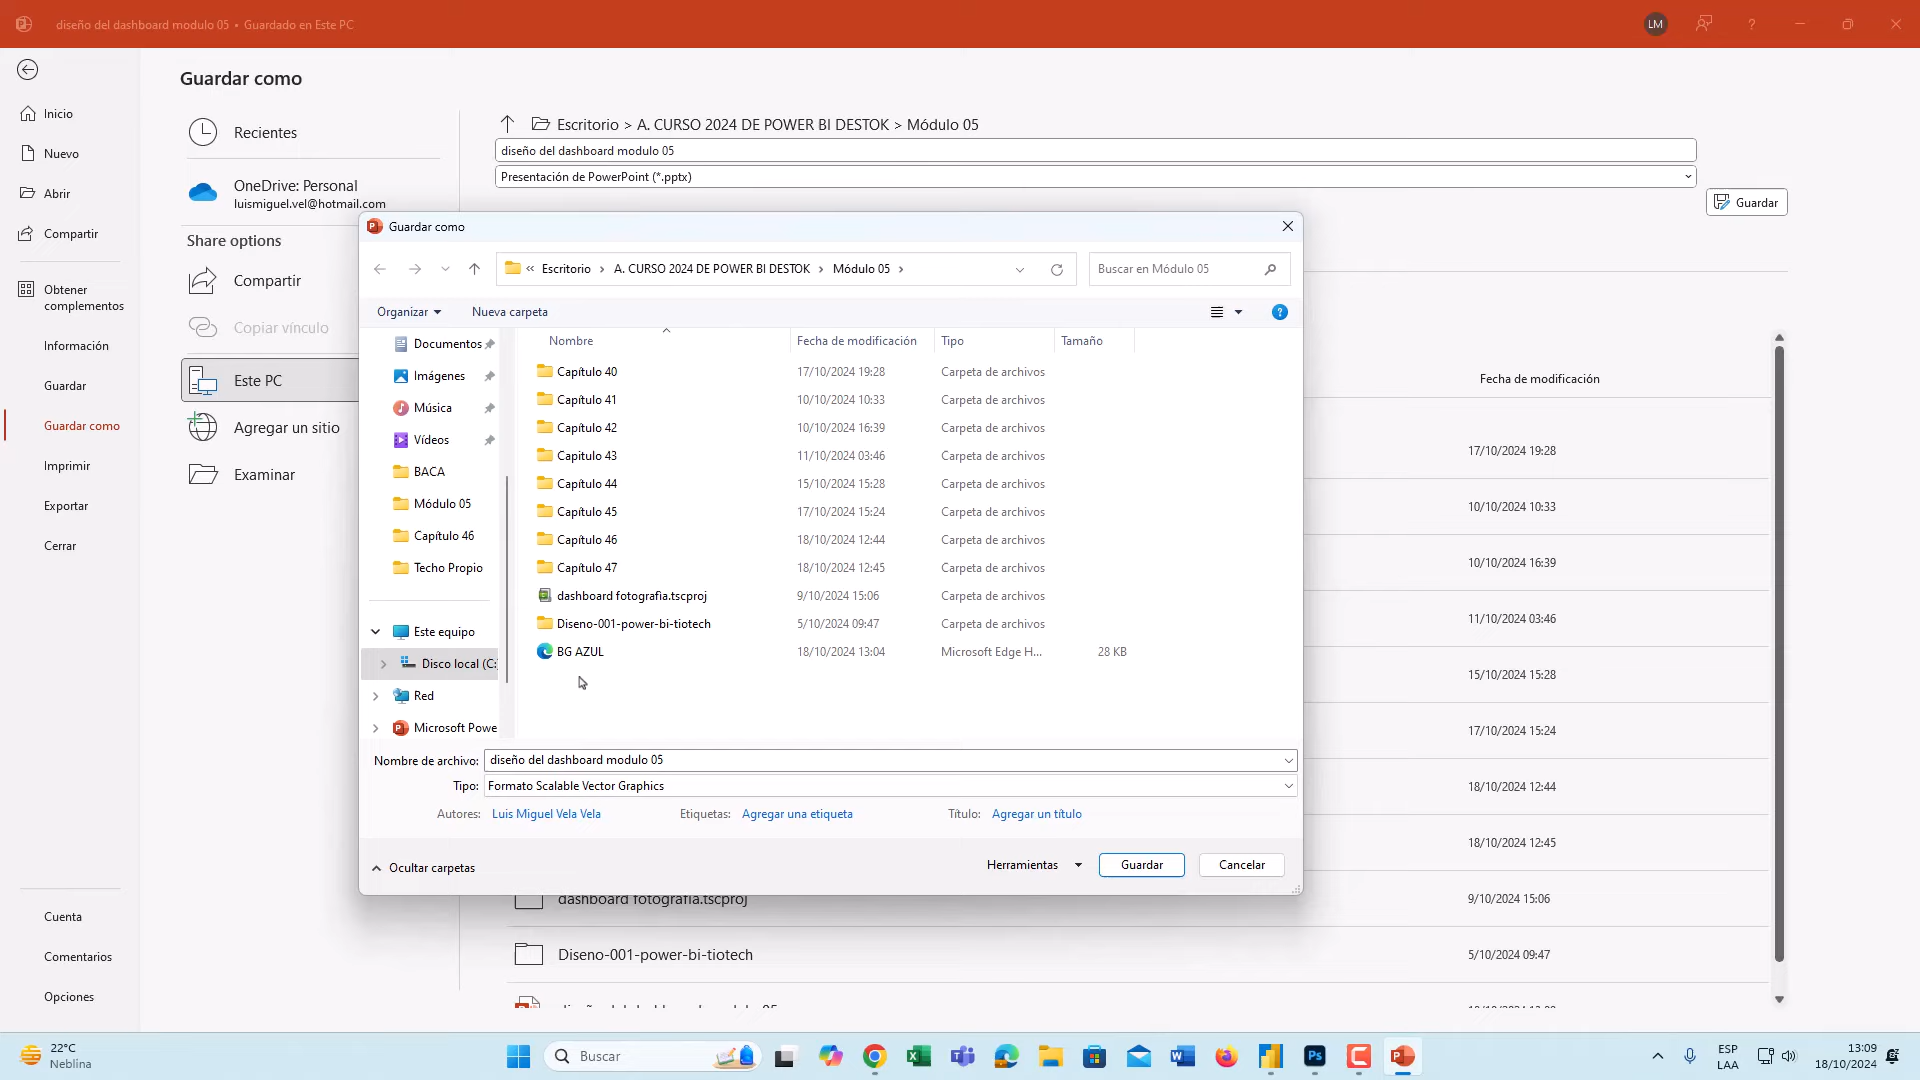 diseño del dashboard modulo 05 • Guardado en Este PC
LM
Guardar como
Inicio
Nuevo
Abrir
Compartir
Obtener
complementos
Información
Guardar
Guardar como
Imprimir
Exportar
Cerrar
Cuenta
Comentarios
Opciones
Recientes
OneDrive: Personal
luismiguel.vel@hotmail.com
Share options
Compartir
Copiar vínculo
Este PC
Agregar un sitio
Examinar
Escritorio > A. CURSO 2024 DE POWER BI DESTOK > Módulo 05
diseño del dashboard modulo 05
Presentación de PowerPoint (*.pptx)
Guardar
Fecha de modificación
17/10/2024 19:28
10/10/2024 10:33
10/10/2024 16:39
11/10/2024 03:46
15/10/2024 15:28
17/10/2024 15:24
18/10/2024 12:44
18/10/2024 12:45
dashboard fotografia.tscproj 9/10/2024 15:06
Diseno-001-power-bi-tiotech 5/10/2024 09:47
Guardar como
« Escritorio > A. CURSO 2024 DE POWER BI DESTOK > Módulo 05 >
Buscar en Módulo 05
Organizar
Nueva carpeta
Documentos
Imágenes
Música
Vídeos
BACA
Módulo 05
Capítulo 46
Techo Propio
Este equipo
Disco local (C:
Red
Microsoft Powe
Nombre Fecha de modificación Tipo Tamaño
Capítulo 40 17/10/2024 19:28 Carpeta de archivos
Capítulo 41 10/10/2024 10:33 Carpeta de archivos
Capítulo 42 10/10/2024 16:39 Carpeta de archivos
Capitulo 43 11/10/2024 03:46 Carpeta de archivos
Capítulo 44 15/10/2024 15:28 Carpeta de archivos
Capítulo 45 17/10/2024 15:24 Carpeta de archivos
Capítulo 46 18/10/2024 12:44 Carpeta de archivos
Capítulo 47 18/10/2024 12:45 Carpeta de archivos
dashboard fotografia.tscproj 9/10/2024 15:06 Carpeta de archivos
Diseno-001-power-bi-tiotech 5/10/2024 09:47 Carpeta de archivos
BG AZUL 18/10/2024 13:04 Microsoft Edge H... 28 KB
Nombre de archivo: diseño del dashboard modulo 05
Tipo: Formato Scalable Vector Graphics
Autores: Luis Miguel Vela Vela Etiquetas: Agregar una etiqueta Título: Agregar un título
Ocultar carpetas
Herramientas
Guardar
Cancelar
22°C
Neblina
Buscar
ESP
LAA
13:09
18/10/2024